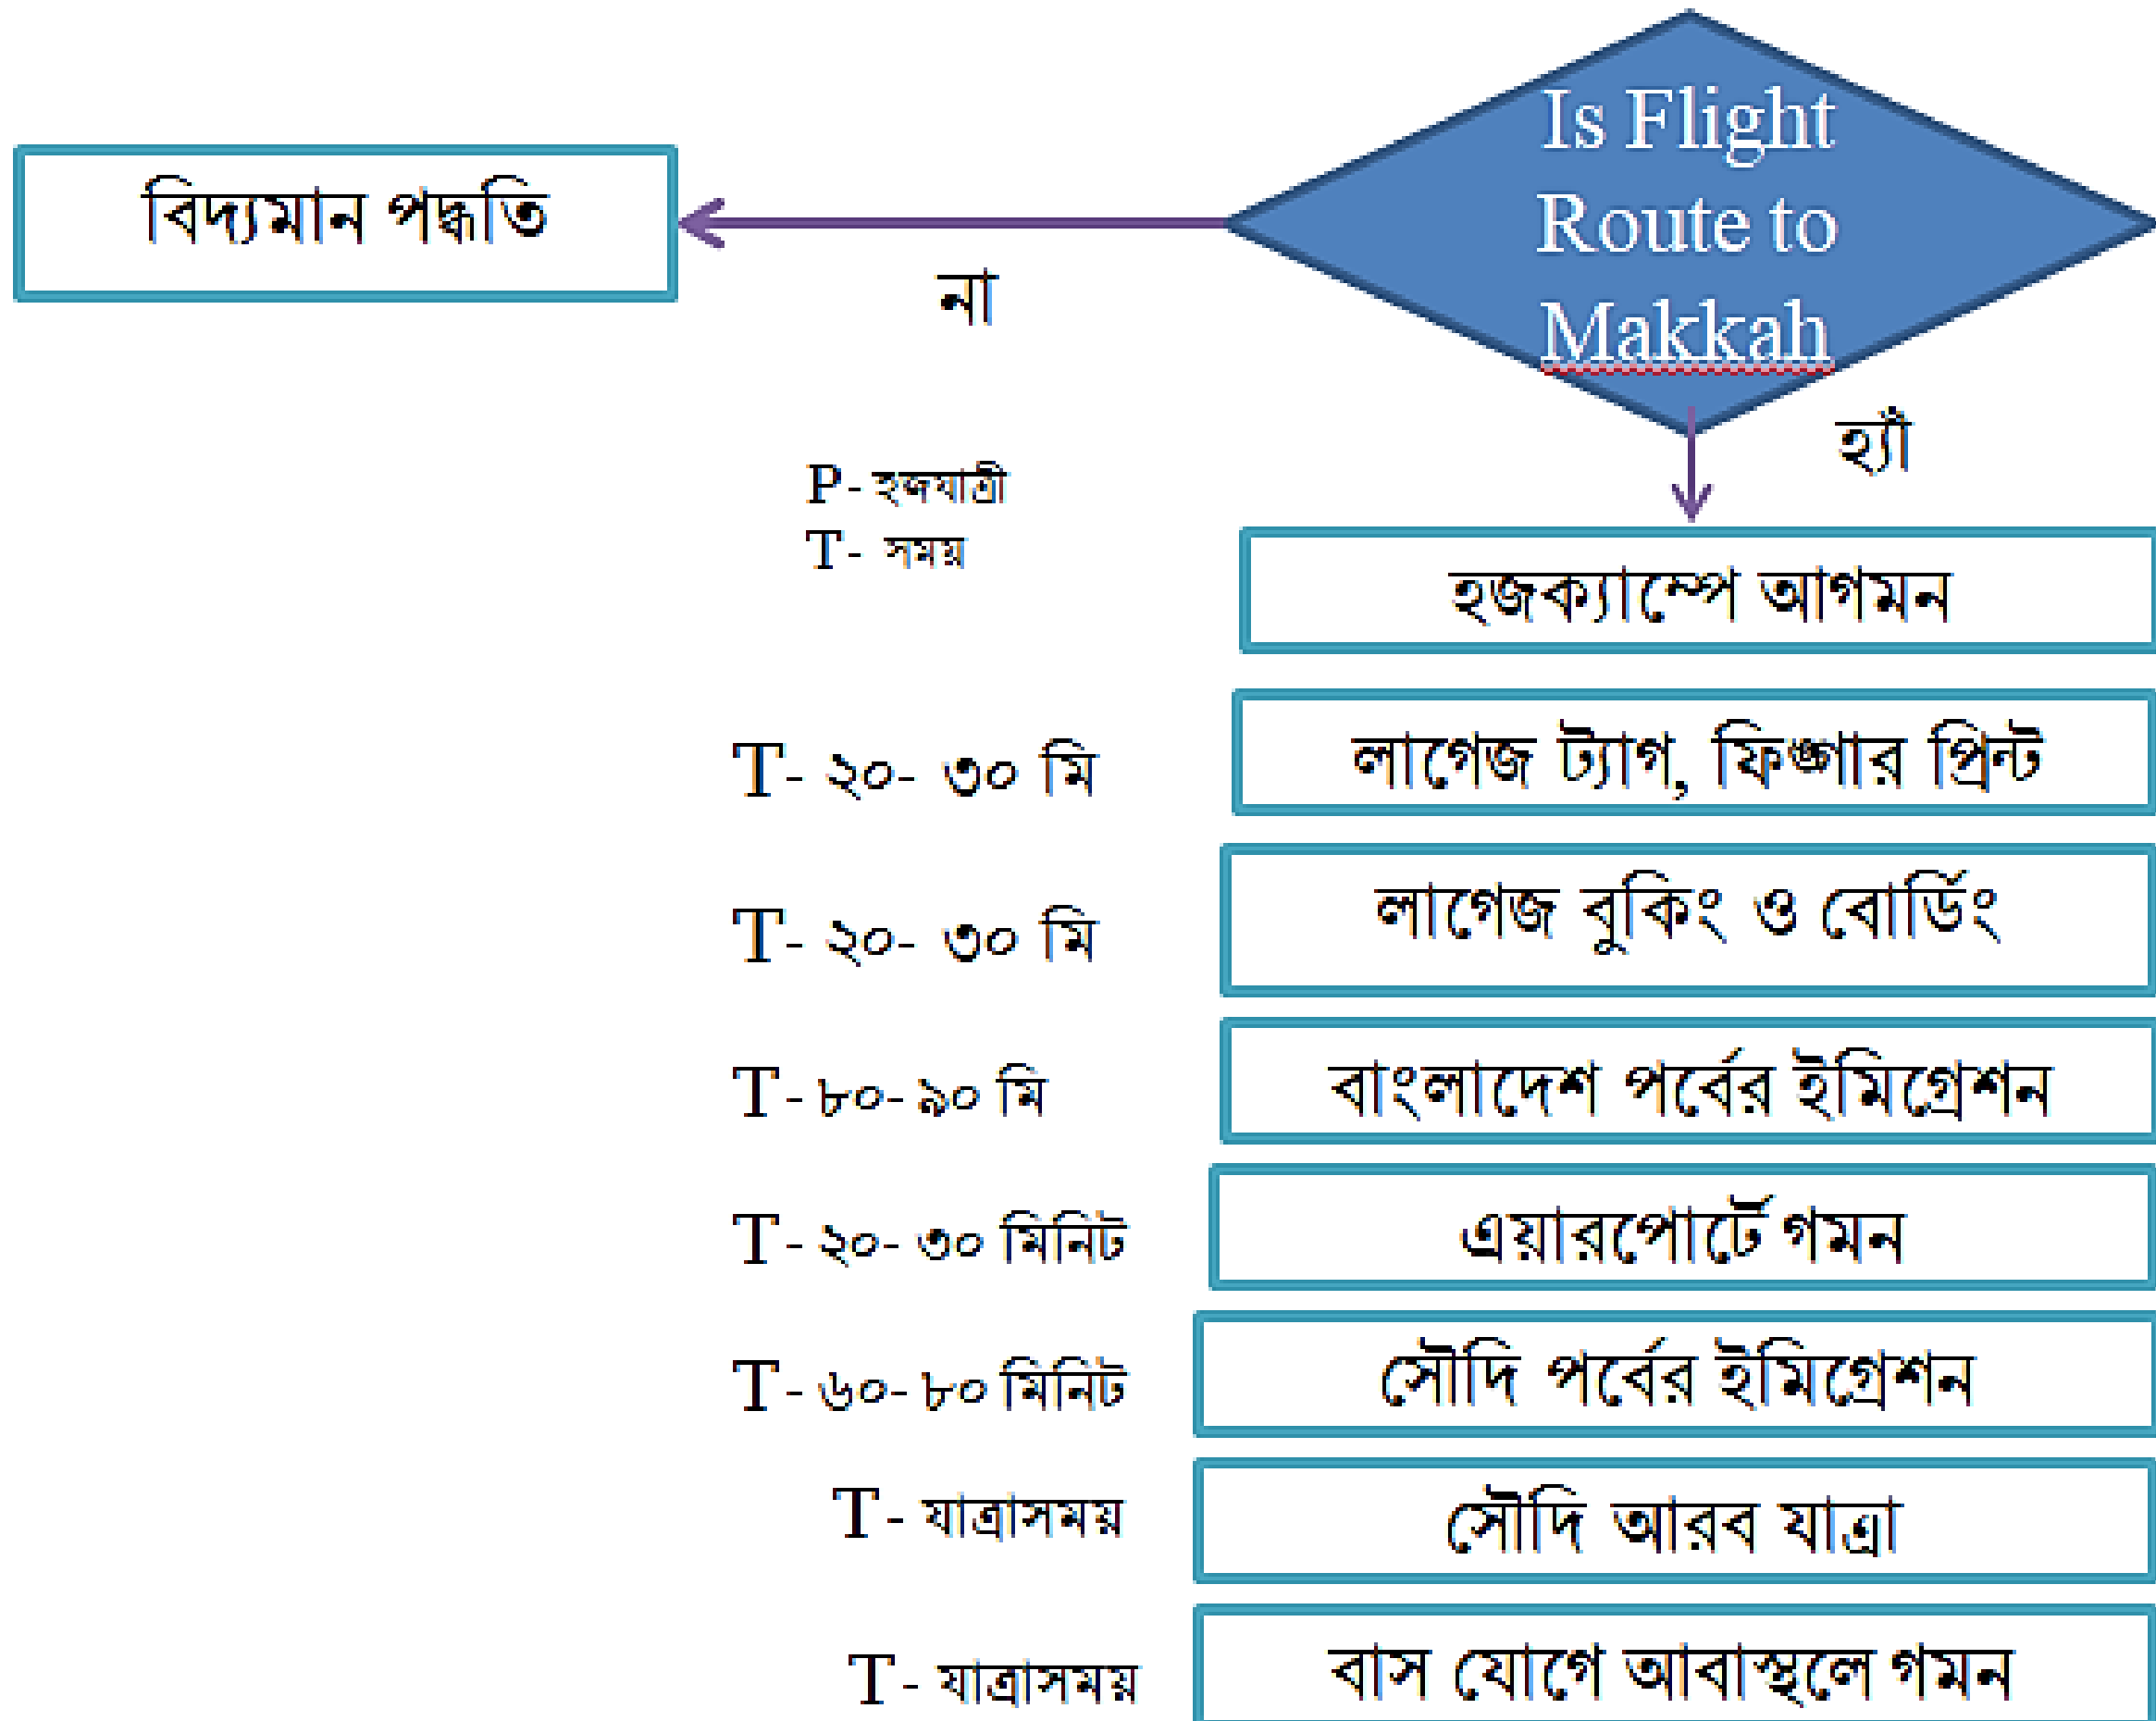 Is Flight
Route to
Makkah
বিদ্যমান পদ্ধতি
না
হ্যাঁ
P- হজযাত্রী
T- সময়
হজক্যাম্পে আগমন
T- ২০- ৩০ মি
লাগেজ ট্যাগ, ফিঙ্গার প্রিন্ট
T- ২০- ৩০ মি
লাগেজ বুকিং ও বোর্ডিং
T- ৮০- ৯০ মি
বাংলাদেশ পর্বের ইমিগ্রেশন
T- ২০- ৩০ মিনিট
এয়ারপোর্টে গমন
T- ৬০- ৮০ মিনিট
সৌদি পর্বের ইমিগ্রেশন
T- যাত্রাসময়
সৌদি আরব যাত্রা
T- যাত্রাসময়
বাস যোগে আবাস্থলে গমন